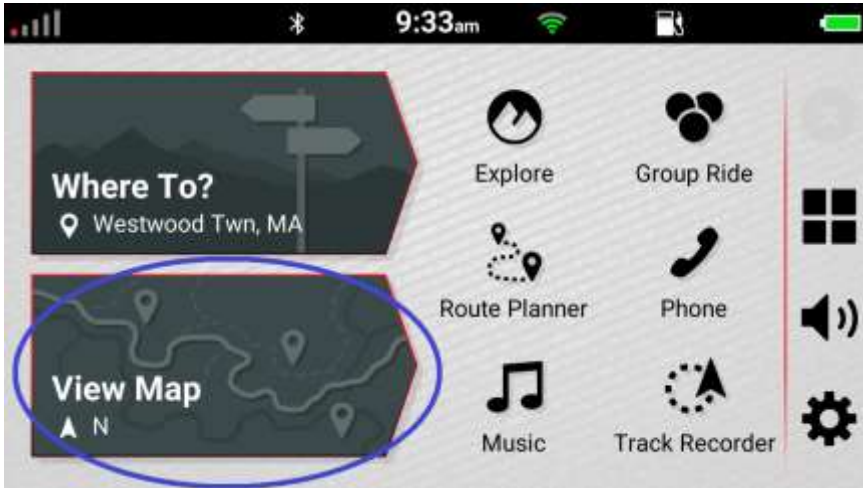 9:33am
Where To?
Westwood Twn, MA
View Map
N
Explore
Group Ride
Route Planner
Phone
Music
Track Recorder